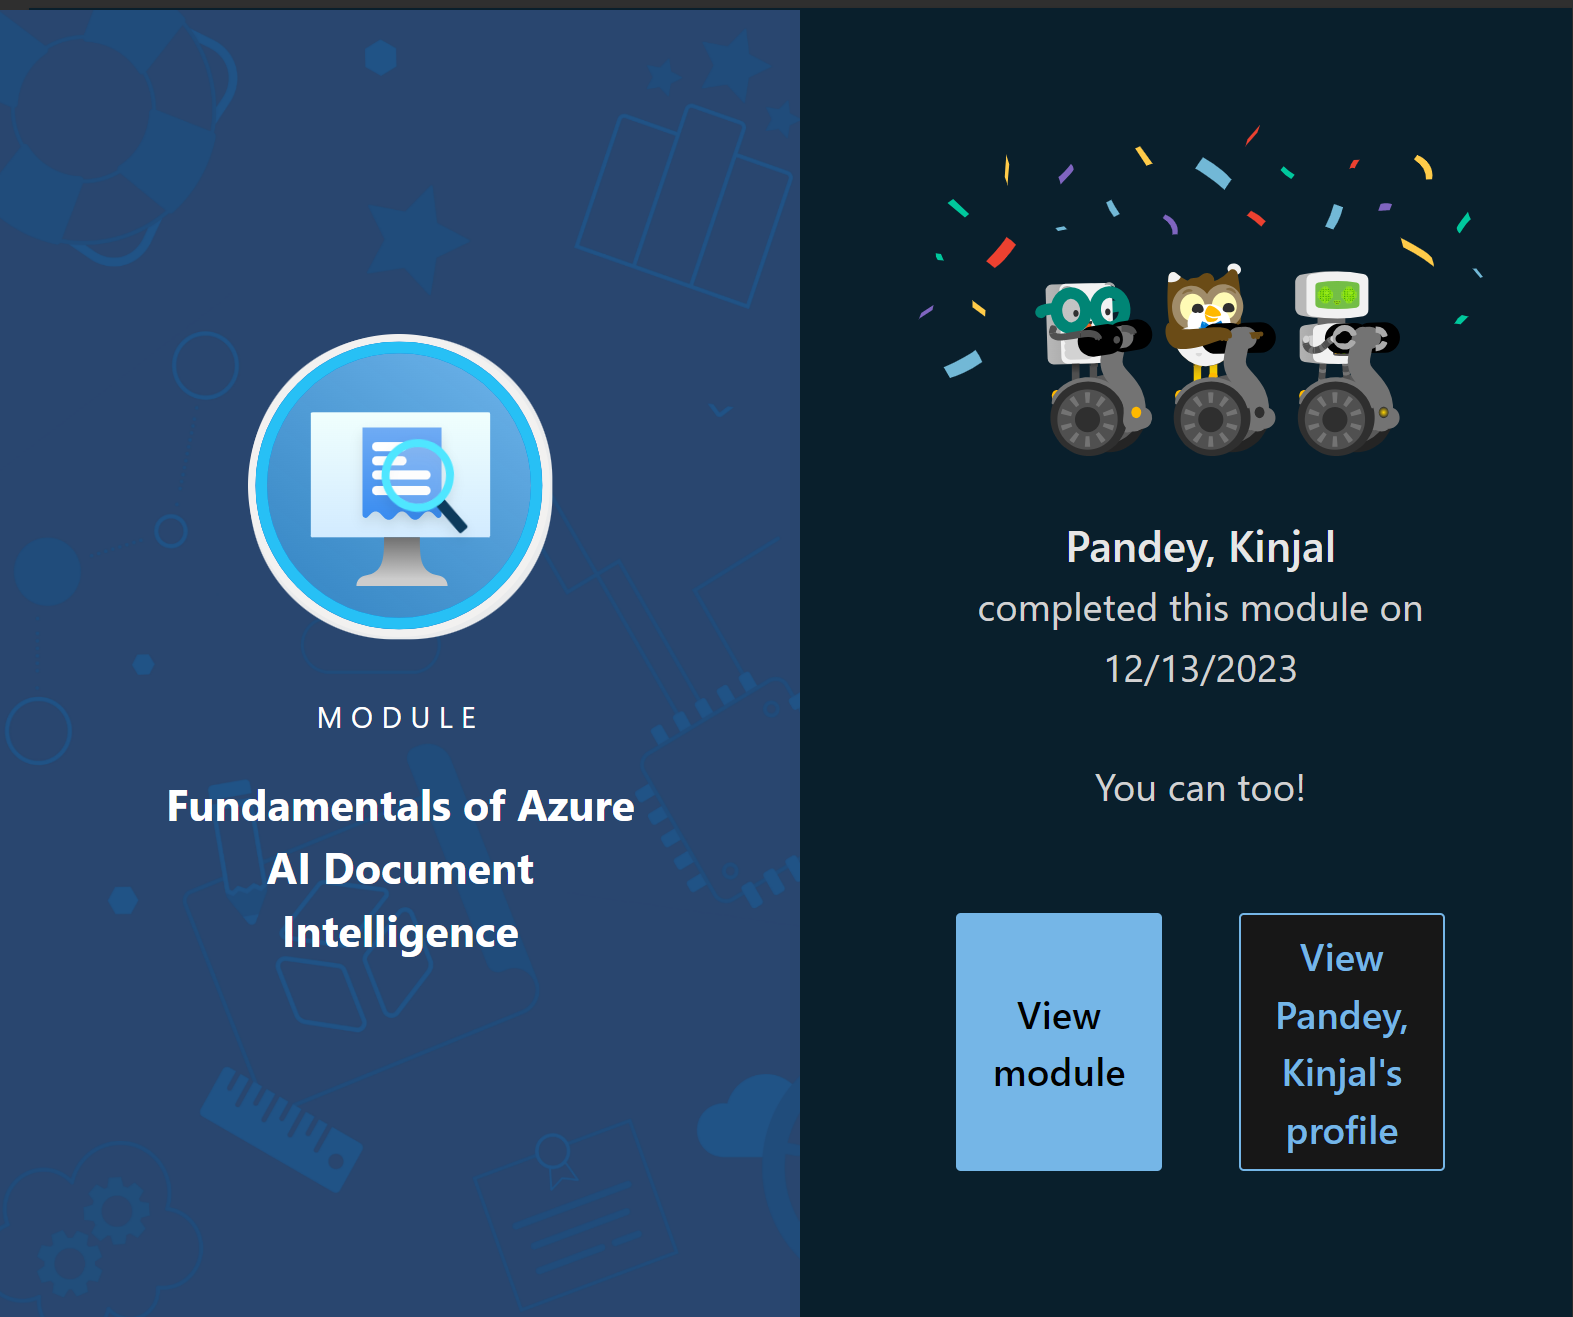 MODULE
Fundamentals of Azure
AI Document
Intelligence
Pandey, Kinjal
completed this module on
12/13/2023
You can too!
View
module
View
Pandey,
Kinjal's
profile